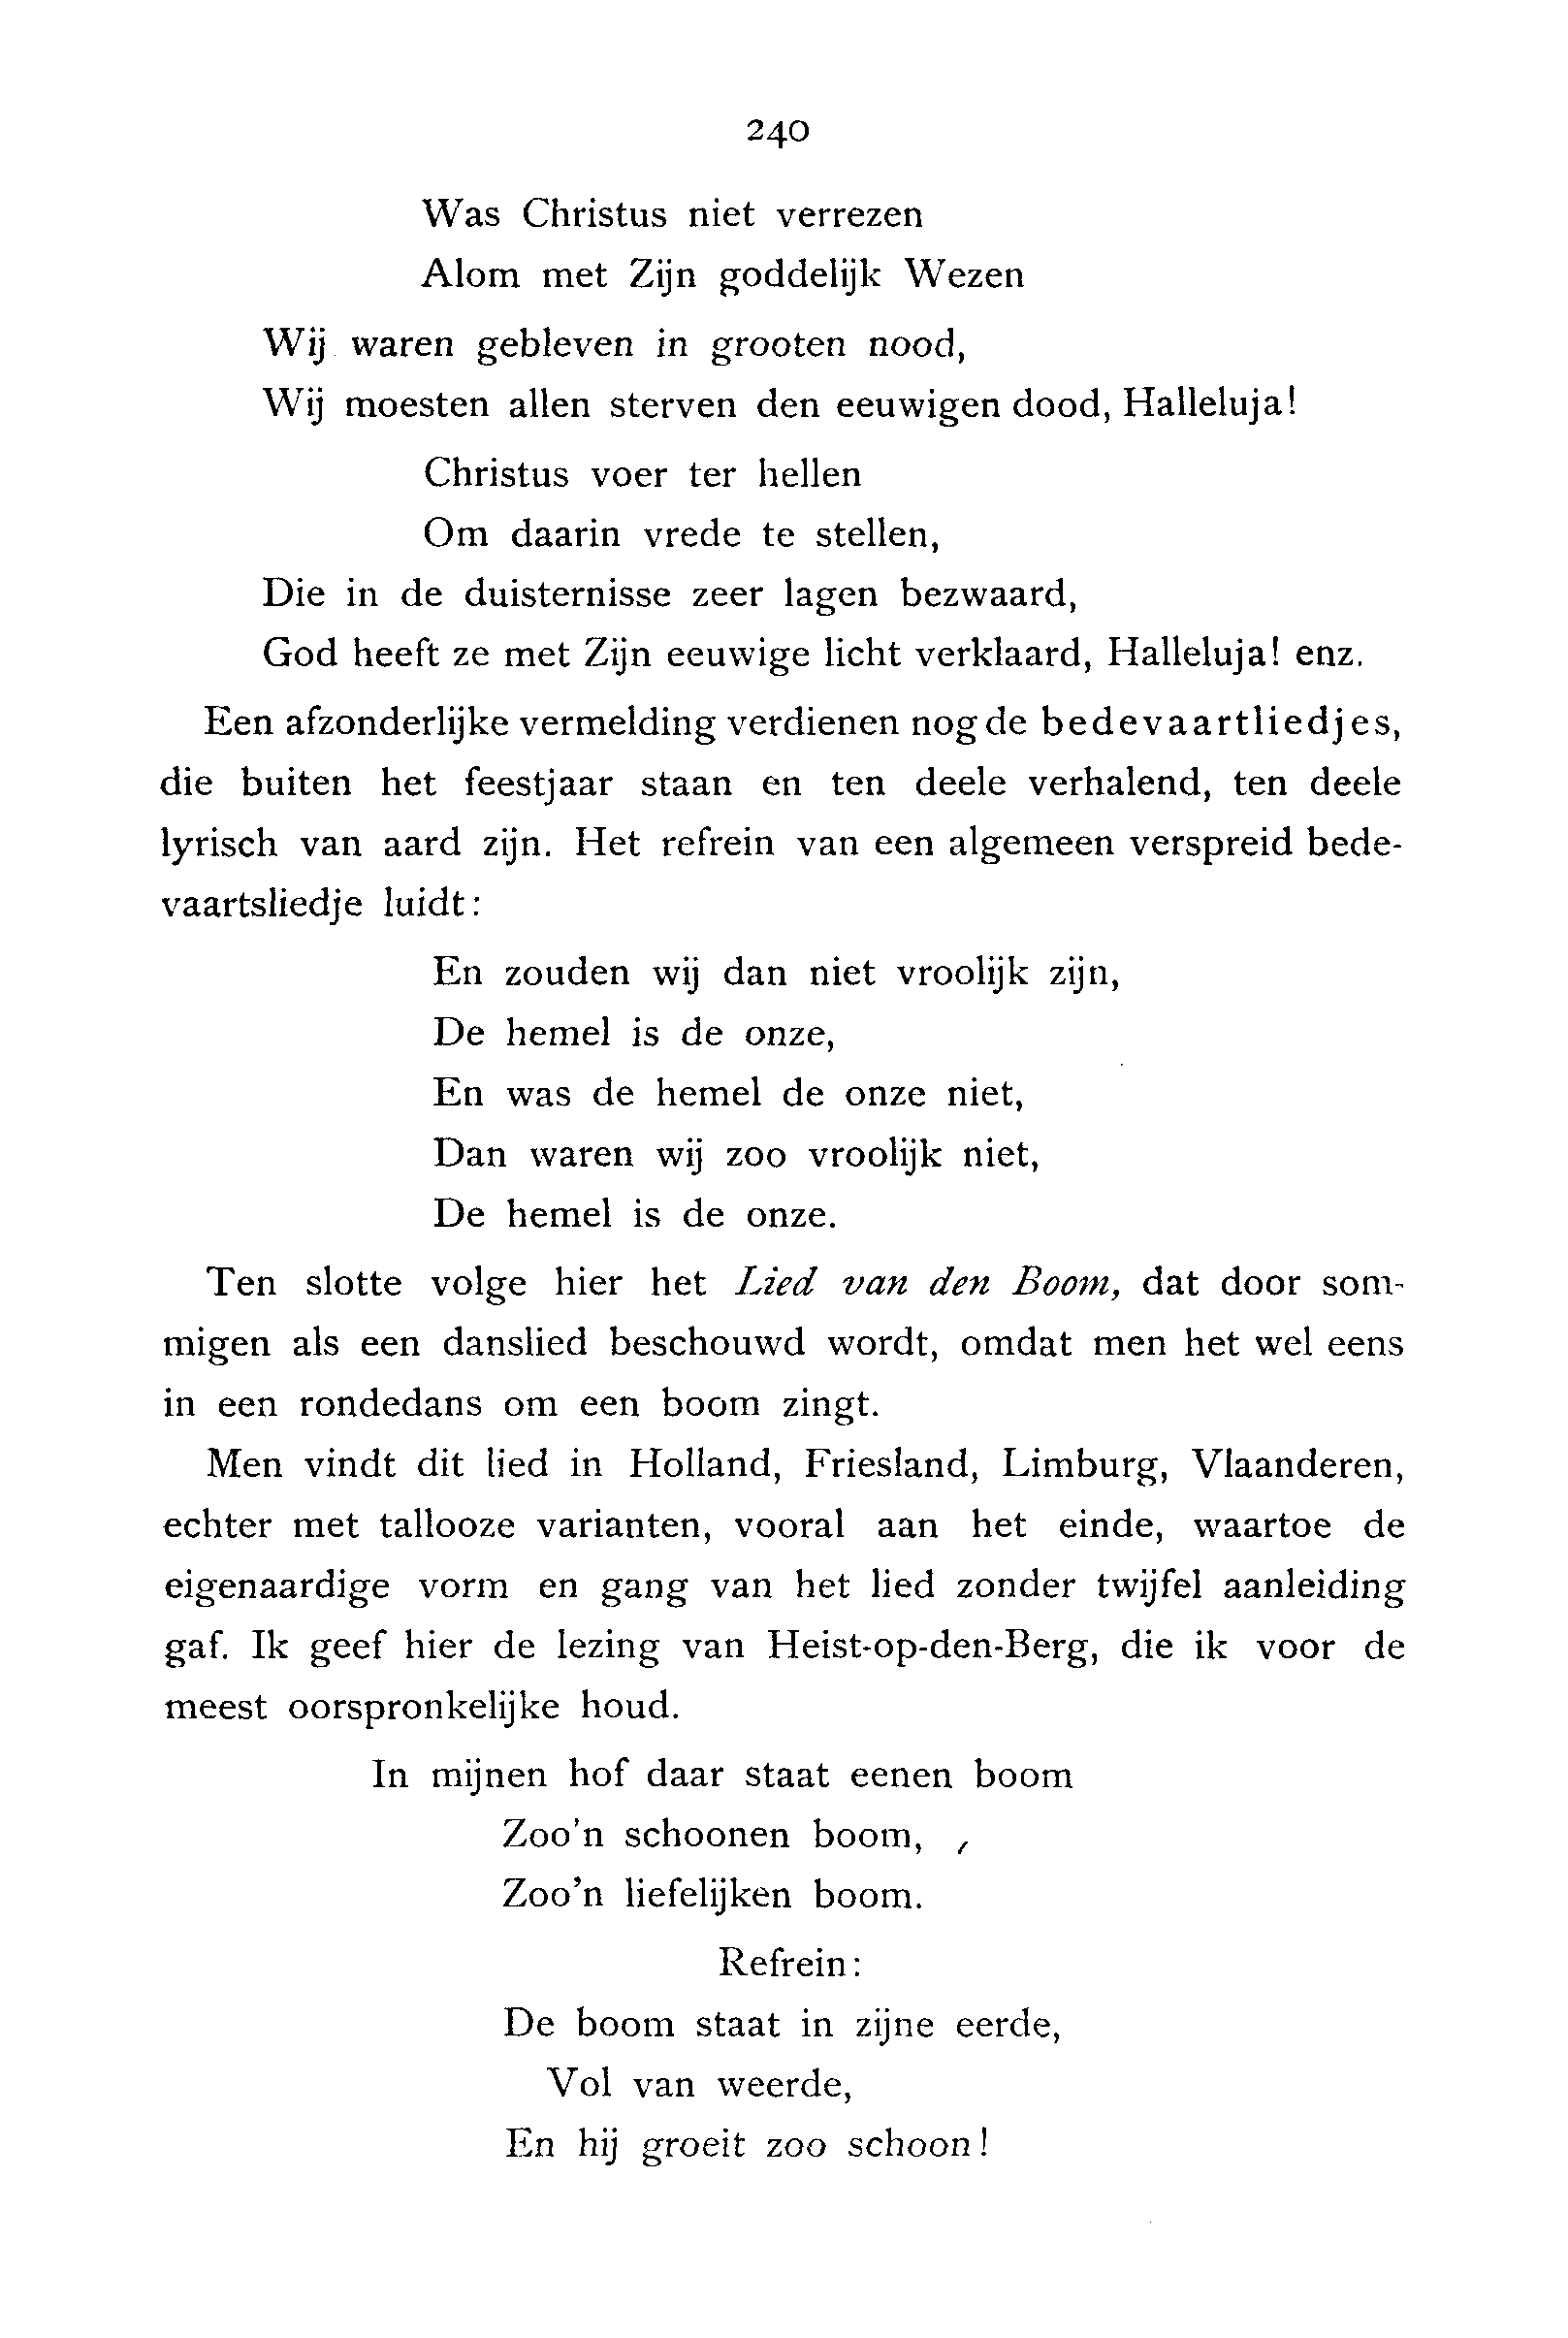 240
Was Christus niet verrezen
Alom met Zijn goddelijk Wezen
Wij waren gebleven in grooten nood,
Wij moesten allen sterven den eeuwigen dood, Halleluja!
Christus voer ter hellen
Om daarin vrede te stellen,
Die in de duisternisse zeer lagen bezwaard,
God heeft ze met Zijn eeuwige licht verklaard, Halleluja! enz.
Een afzonderlijke vermelding verdienen nog de bedevaartliedjes,
die buiten het feestjaar staan en ten deele verhalend, ten deele
lyrisch van aard zijn. Het refrein van een algemeen verspreid bede-
vaartsliedje luidt:
En zouden wij dan niet vroolijk zijn,
De hemel is de onze,
En was de hemel de onze niet,
Dan waren wij zoo vroolijk niet,
De hemel is de onze.
Ten slotte volge hier het Lied van den Boom, dat door som-
migen als een danslied beschouwd wordt, omdat men het wel eens
in een rondedans om een boom zingt.
Men vindt dit lied in Holland, Friesland, Limburg, Vlaanderen,
echter met tallooze varianten, vooral aan het einde, waartoe de
eigenaardige vorm en gang van het lied zonder twijfel aanleiding
gaf. Ik geef hier de lezing van Heist-op-den-Berg, die ik voor de
meest oorspronkelijke houd.
In mijnen hof daar staat eenen boom
Zoo'n schoonen boom,
Zoo'n liefelijken boom.
Refrein:
De boom staat in zijne eerde,
Vol van weerde,
En hij groeit zoo schoon!